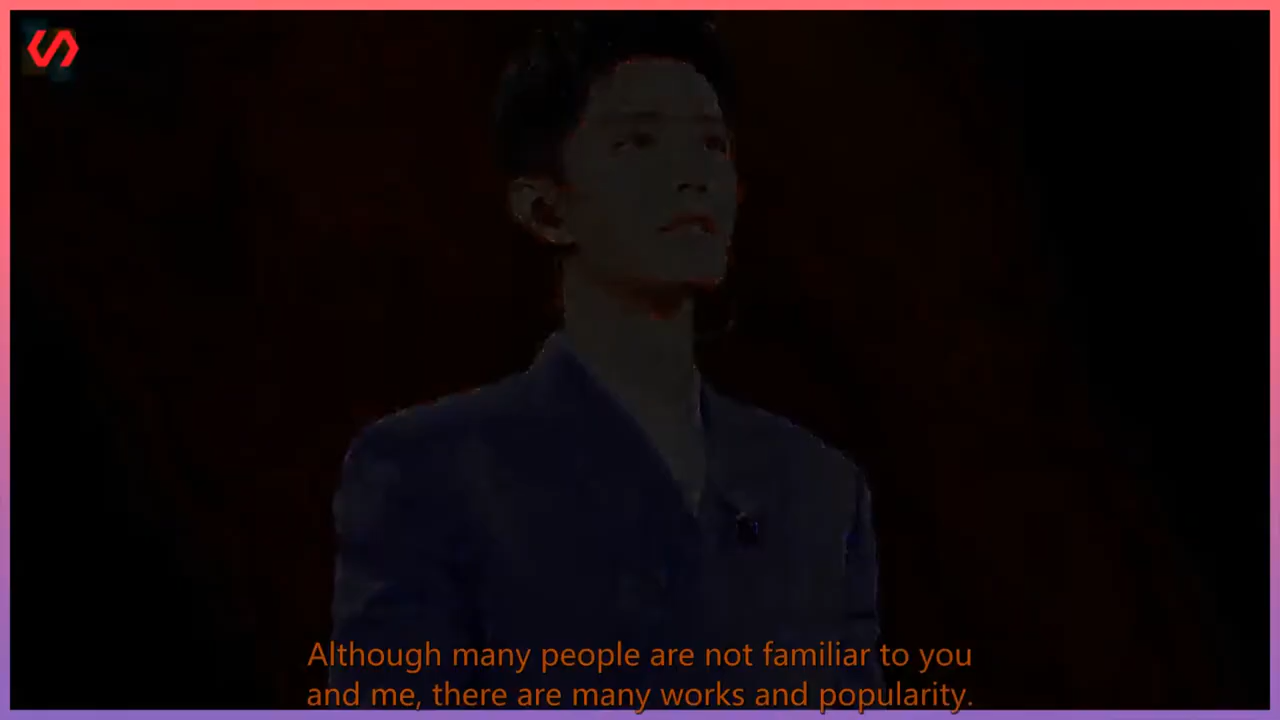 Although many people are not familiar to you
and me, there are many works and popularity.